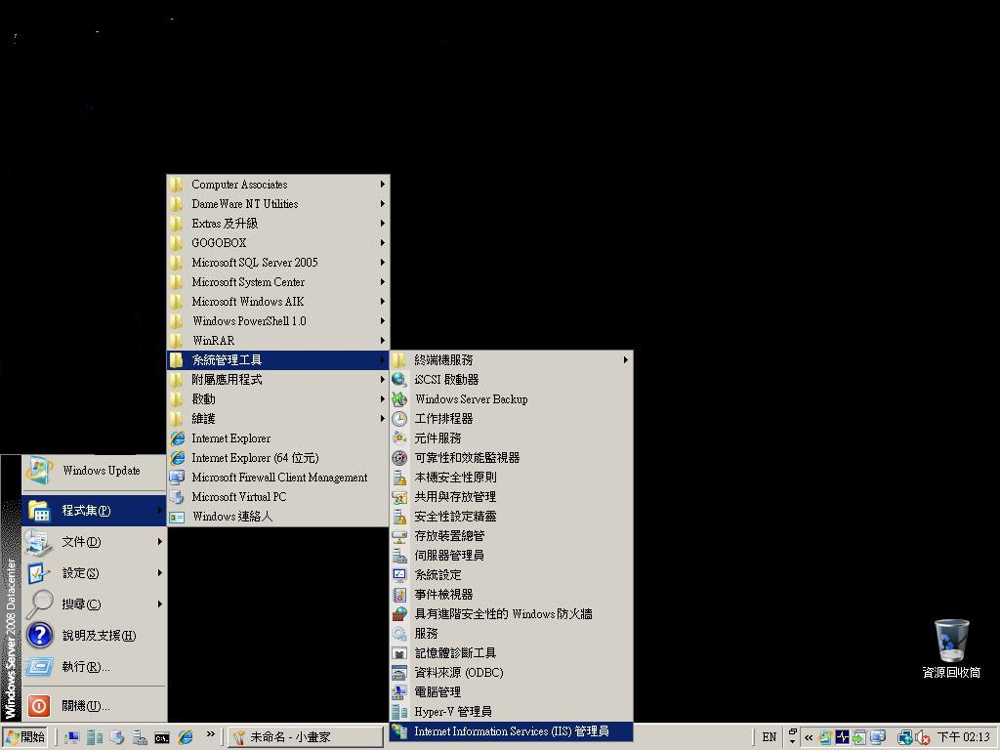 Computer Associates
DameWare NT Utilities
Extras 及升級
GOGOBOX
Microsoft SQL Server 2005
Microsoft System Center
Microsoft Windows AIK
Windows PowerShell 1.0
WinRAR
系統管理工具
附屬應用程式
啟動
維護
Internet Explorer
Internet Explorer (64 位元)
Microsoft Firewall Client Management
Microsoft Virtual PC
Windows 連絡人
終端機服務
iSCSI 啟動器
Windows Server Backup
工作排程器
元件服務
可靠性和效能監視器
本機安全性原則
共用與存放管理
安全性設定精靈
存放裝置總管
伺服器管理員
系統設定
事件檢視器
具有進階安全性的 Windows 防火牆
服務
記憶體診斷工具
資料來源 (ODBC)
電腦管理
Hyper-V 管理員
Internet Information Services (IIS) 管理員
Windows Update
程式集(P)
文件(D)
設定(S)
搜尋(C)
說明及支援(H)
執行(R)...
關機(U)...
Windows Server 2008 Datacenter
資源回收筒
開始
未命名 - 小畫家
EN
下午 02:13